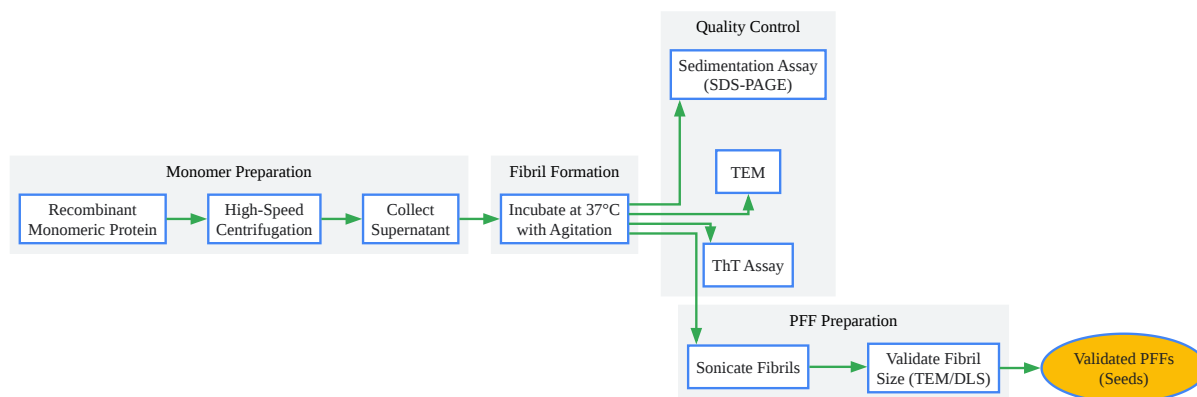 Quality Control
Sedimentation Assay
(SDS-PAGE)
TEM
ThT Assay
Monomer Preparation
Recombinant
Monomeric Protein
High-Speed
Centrifugation
Collect
Supernatant
Fibril Formation
Incubate at 37°C
with Agitation
PFF Preparation
Sonicate Fibrils
Validate Fibril
Size (TEM/DLS)
Validated PFFs
(Seeds)